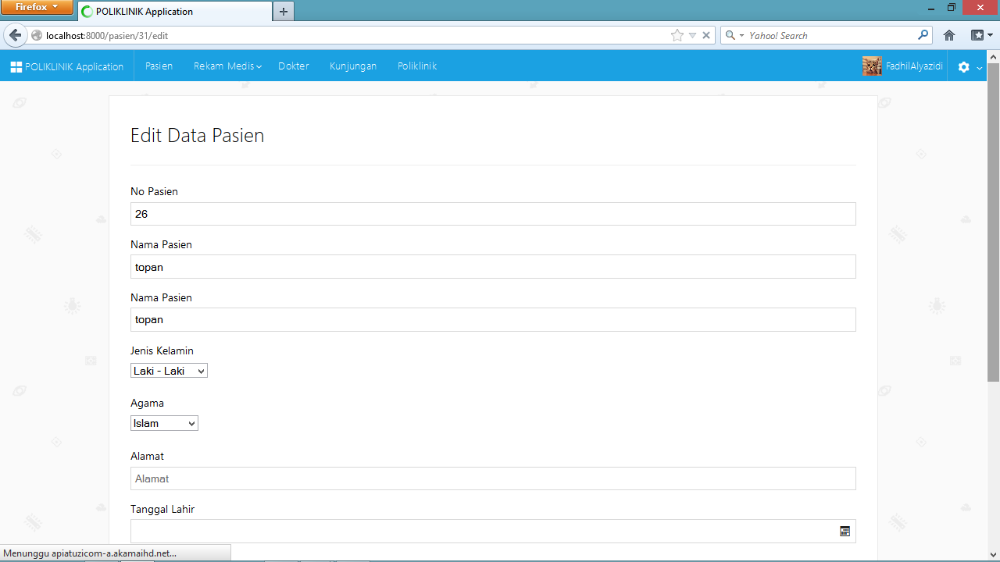 Firefox
POLIKLINIK Application
localhost:8000/pasien/31/edit
Yahoo! Search
POLIKLINIK Application Pasien Rekam Medis Dokter Kunjungan Poliklinik FadhilAlyazidi
Edit Data Pasien
No Pasien
26
Nama Pasien
topan
Nama Pasien
topan
Jenis Kelamin
Laki - Laki
Agama
Islam
Alamat
Alamat
Tanggal Lahir
Menunggu apiatuzicom-a.akamaihd.net...